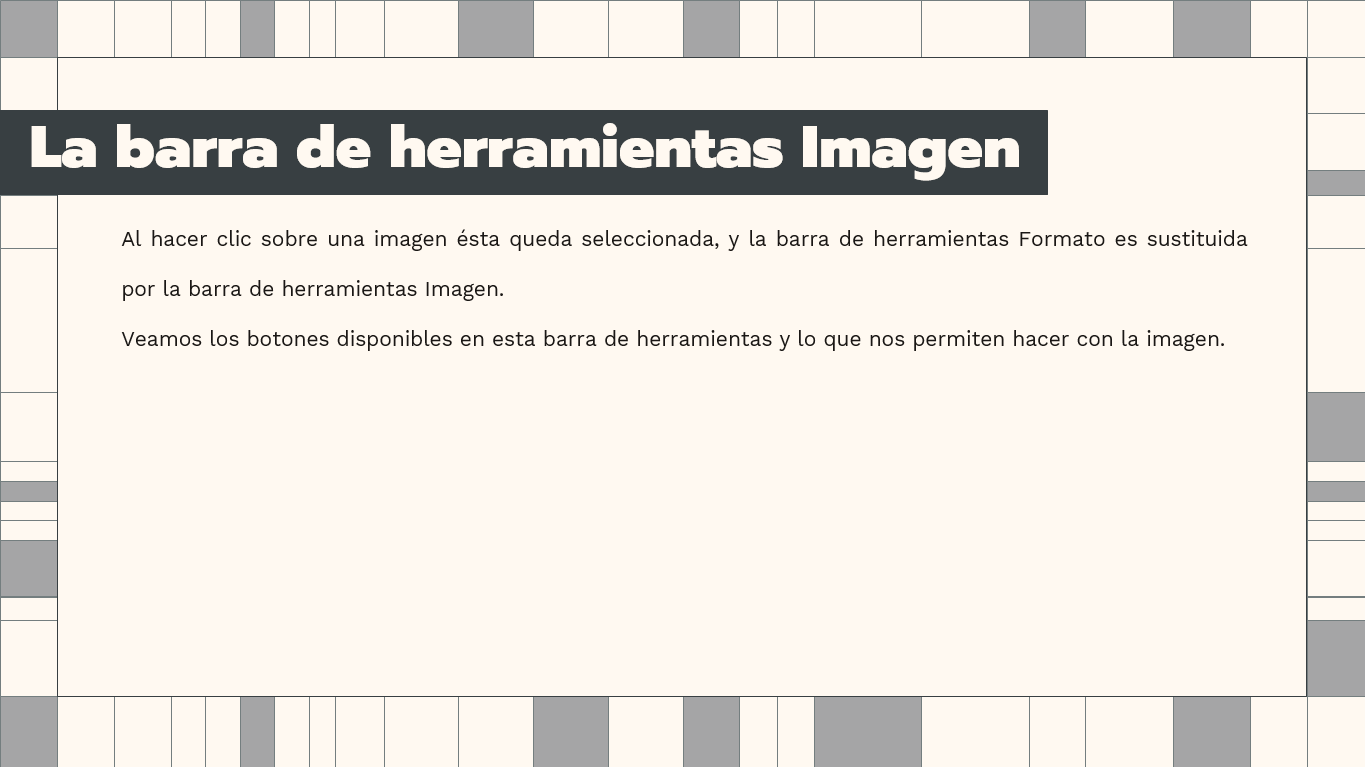 La barra de herramientas Imagen
Al hacer clic sobre una imagen ésta queda seleccionada, y la barra de herramientas Formato es sustituida
por la barra de herramientas Imagen.
Veamos los botones disponibles en esta barra de herramientas y lo que nos permiten hacer con la imagen.